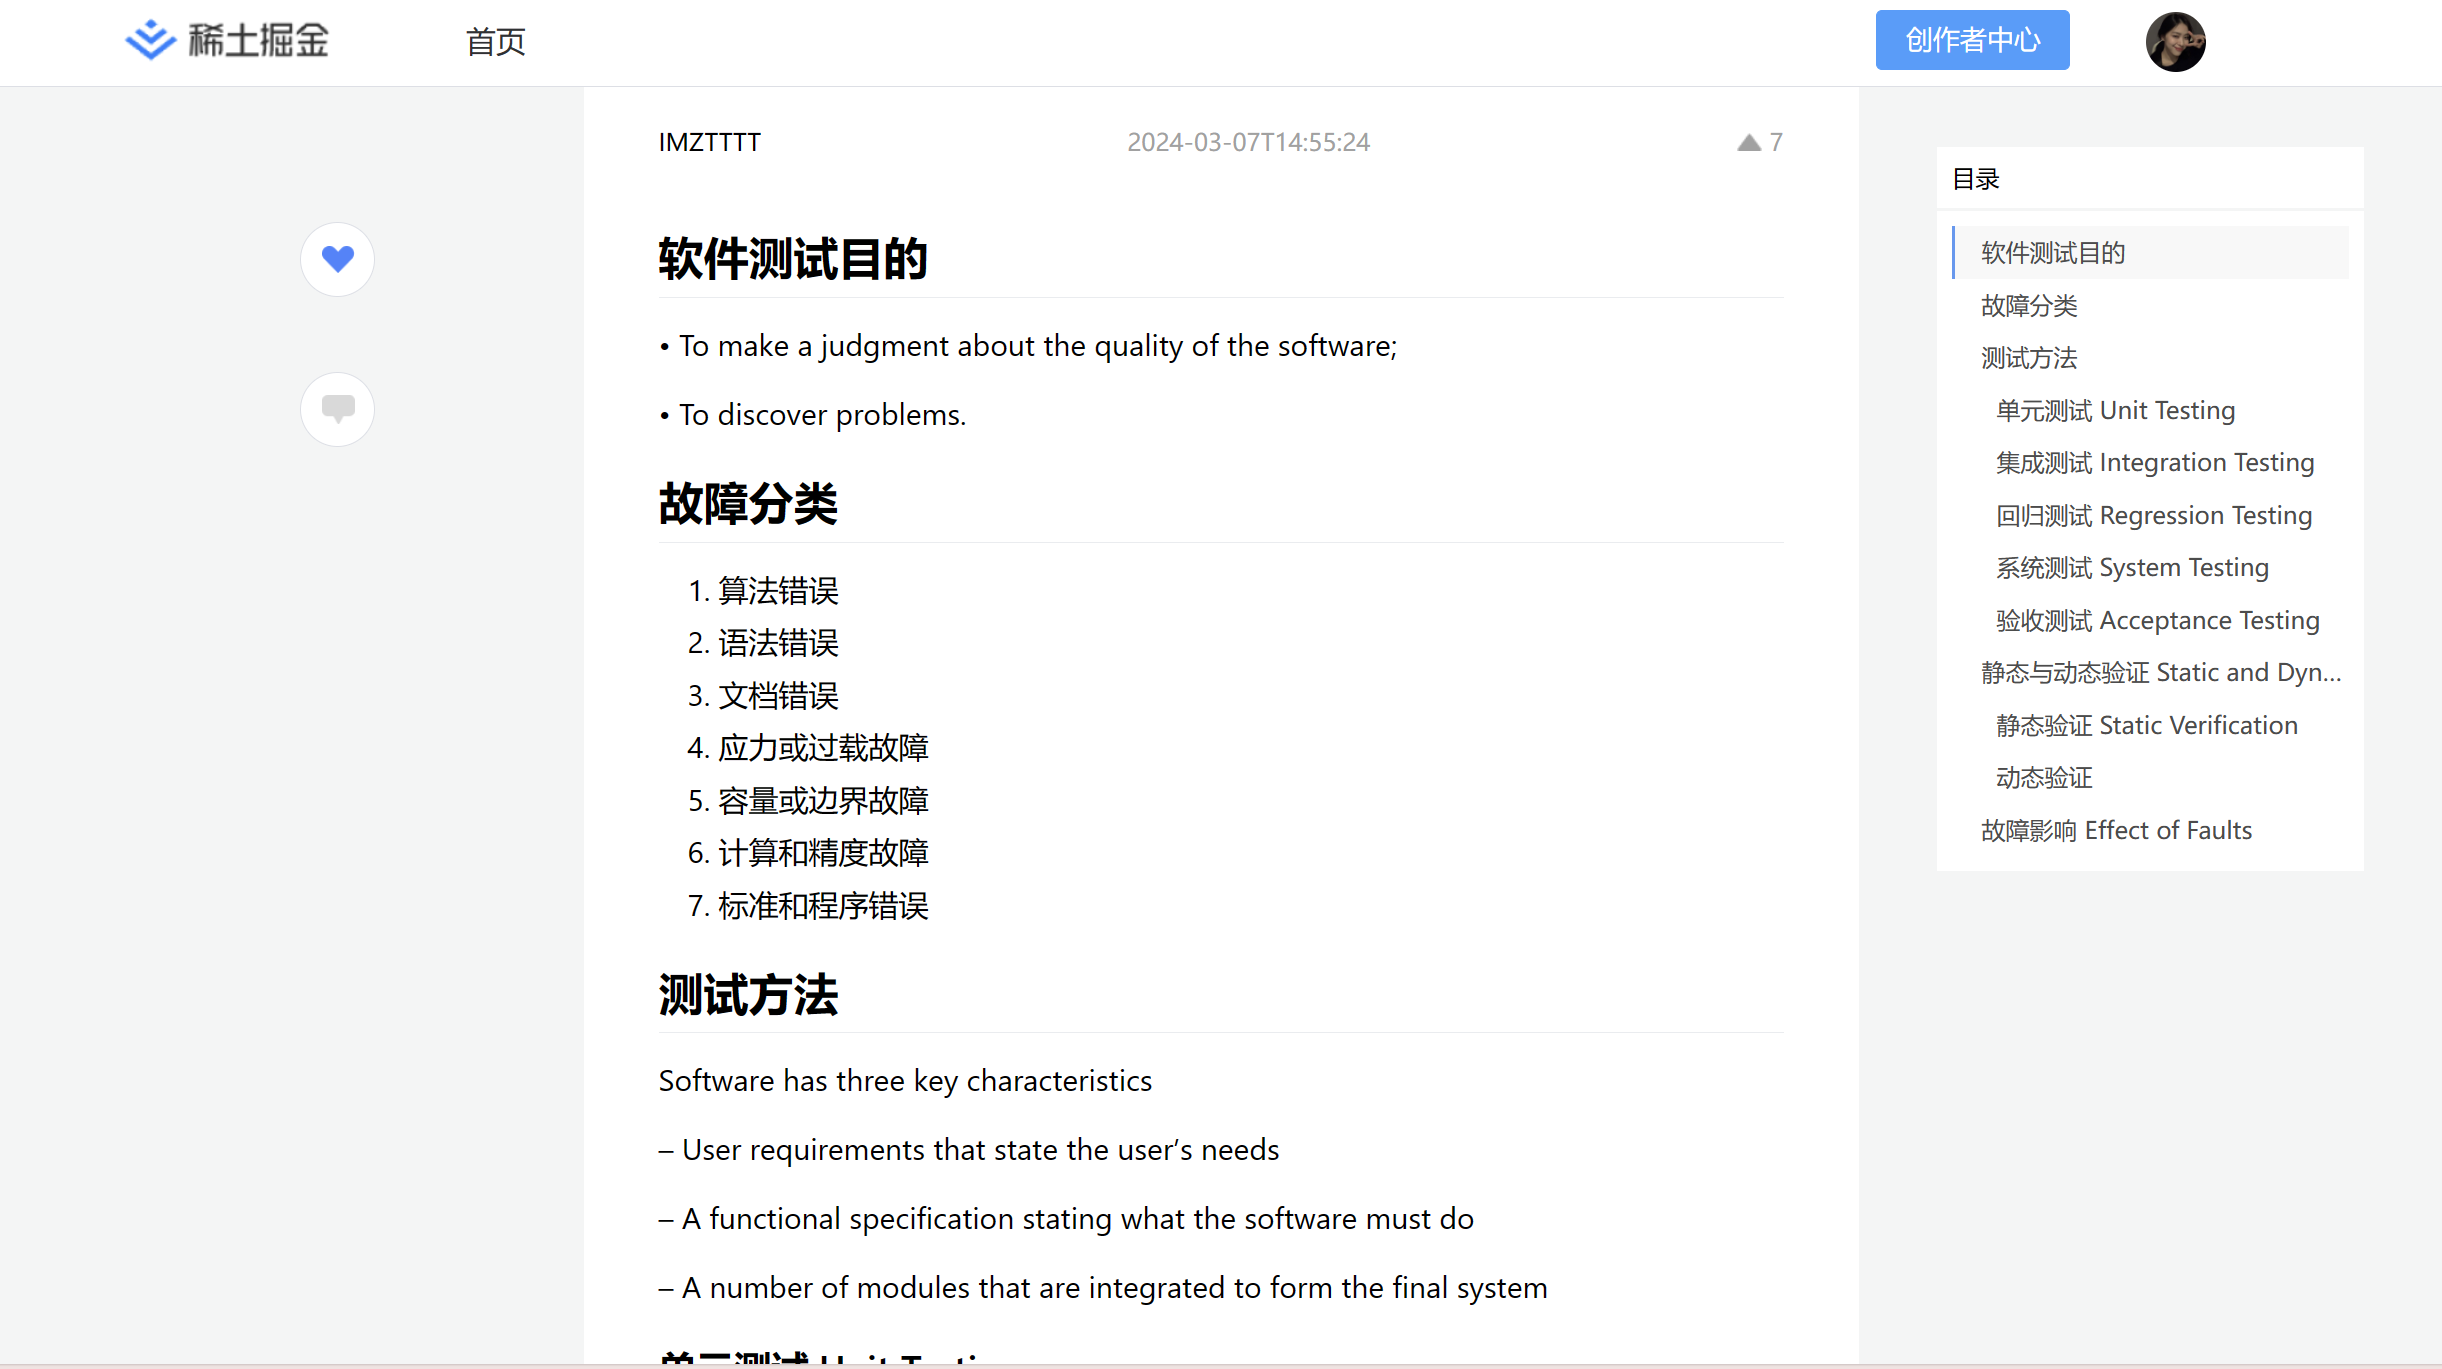 稀土掘金
首页
创作者中心
IMZTTTT
2024-03-07T14:55:24
7
软件测试目的
• To make a judgment about the quality of the software;
• To discover problems.
故障分类
1. 算法错误
2. 语法错误
3. 文档错误
4. 应力或过载故障
5. 容量或边界故障
6. 计算和精度故障
7. 标准和程序错误
测试方法
Software has three key characteristics
– User requirements that state the user’s needs
– A functional specification stating what the software must do
– A number of modules that are integrated to form the final system
单元测试 Unit Testing
目录
软件测试目的
故障分类
测试方法
单元测试 Unit Testing
集成测试 Integration Testing
回归测试 Regression Testing
系统测试 System Testing
验收测试 Acceptance Testing
静态与动态验证 Static and Dyn...
静态验证 Static Verification
动态验证
故障影响 Effect of Faults